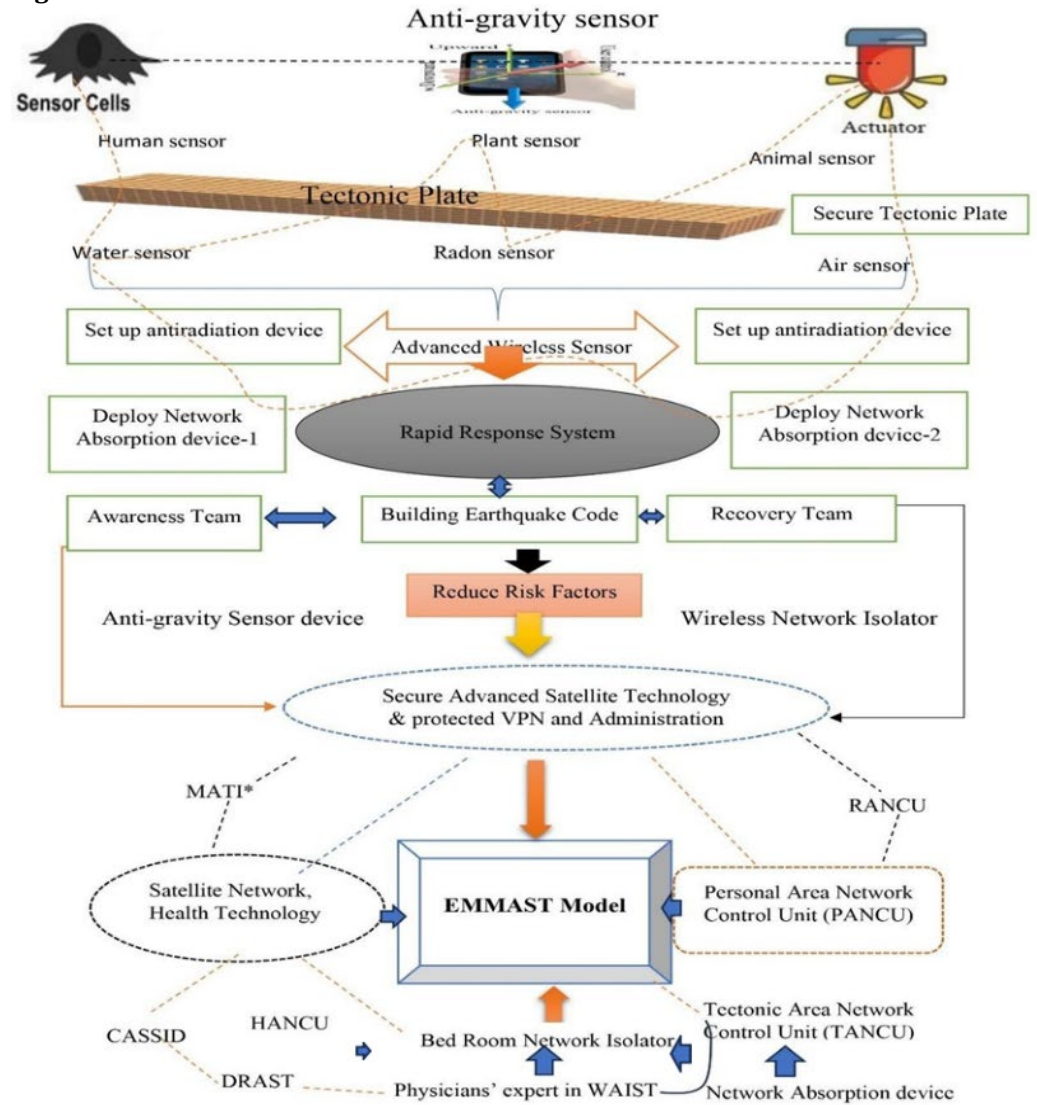 Anti-gravity sensor
Upward
Anti-gravity sensor
Sensor Cells
Actuator
Human sensor
Plant sensor
Animal sensor
Tectonic Plate
Secure Tectonic Plate
Water sensor
Radon sensor
Air sensor
Set up antiradiation device
Advanced Wireless Sensor
Set up antiradiation device
Deploy Network
Absorption device-1
Rapid Response System
Deploy Network
Absorption device-2
Awareness Team
Building Earthquake Code
Recovery Team
Reduce Risk Factors
Anti-gravity Sensor device
Wireless Network Isolator
Secure Advanced Satellite Technology
& protected VPN and Administration
MATI*
RANCU
Satellite Network,
Health Technology
EMMAST Model
Personal Area Network
Control Unit (PANCU)
Tectonic Area Network
Control Unit (TANCU)
HANCU
CASSID
Bed Room Network Isolator
DRAST
Physicians' expert in WAIST
Network Absorption device